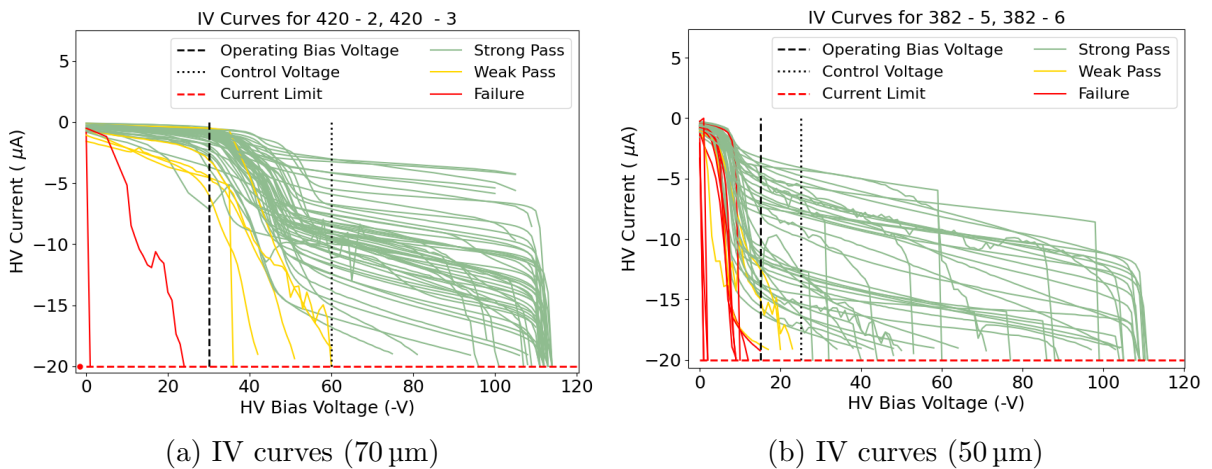 IV Curves for 420 - 2, 420  - 3
Operating Bias Voltage
Control Voltage
Current Limit
Strong Pass
Weak Pass
Failure
HV Current ( μA)
5
0
−5
−10
−15
−20
0 20 40 60 80 100 120
HV Bias Voltage (-V)
(a) IV curves (70 μm)
IV Curves for 382 - 5, 382 - 6
Operating Bias Voltage
Control Voltage
Current Limit
Strong Pass
Weak Pass
Failure
HV Current ( μA)
5
0
−5
−10
−15
−20
0 20 40 60 80 100 120
HV Bias Voltage (-V)
(b) IV curves (50 μm)